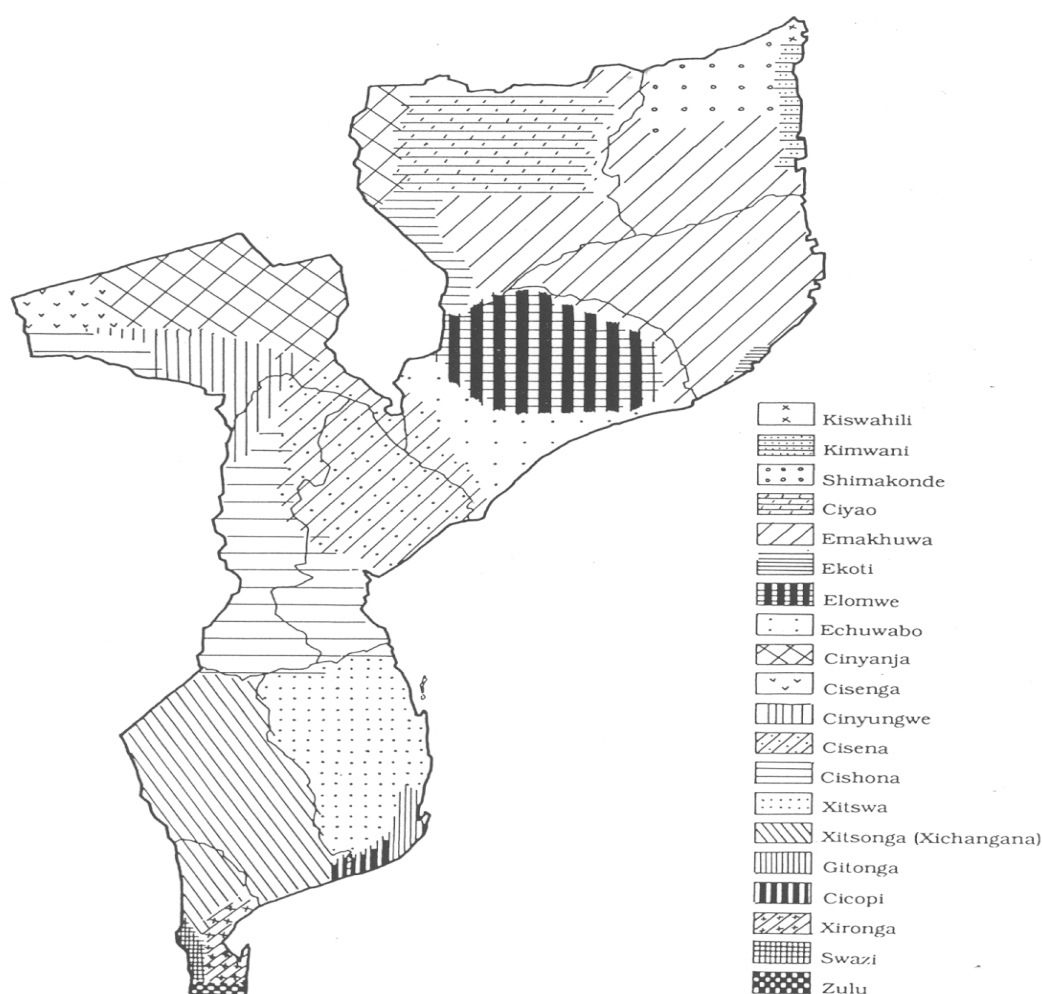 Kiswahili
Kimwani
Shimakonde
Ciyao
Emakhuwa
Ekoti
Elomwe
Echuwabo
Cinyanja
Cisenga
Cinyungwe
Cisena
Cishona
Xitswa
Xitsonga (Xichangana)
Gitonga
Cicopi
Xironga
Swazi
Zulu